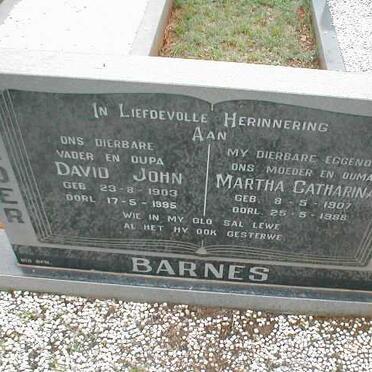 IN LIEFDEVOLLE HERINNERING
AAN
ONS DIERBARE
VADER EN OUPA
DAVID JOHN
GEB. 23-8-1903
OORL. 17-5-1995
MY DIERBARE EGGENO
ONS MOEDER EN OUMA
MARTHA CATHARINA
GEB. 8-5-1907
OORL. 25-5-1988
WIE IN MY GLO SAL LEWE
AL HET HY OOK GESTERWE
BARNES
DER